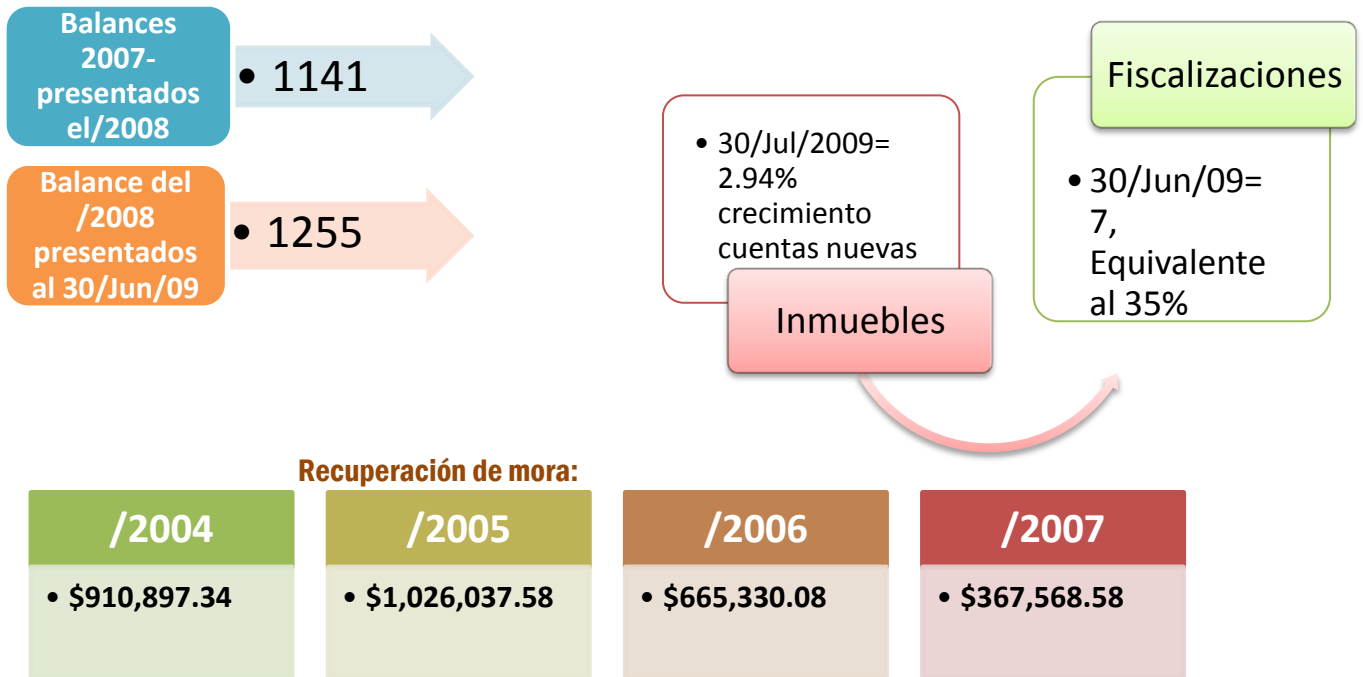 Balances
2007-
presentados
el/2008
• 1141
Balance del
/2008
presentados
al 30/Jun/09
• 1255
• 30/Jul/2009=
2.94%
crecimiento
cuentas nuevas
Inmuebles
Fiscalizaciones
• 30/Jun/09=
7,
Equivalente
al 35%
Recuperación de mora:
/2004
• $910,897.34
/2005
• $1,026,037.58
/2006
• $665,330.08
/2007
• $367,568.58